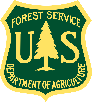 FOREST SERVICE
U S
DEPARTMENT OF AGRICULTURE